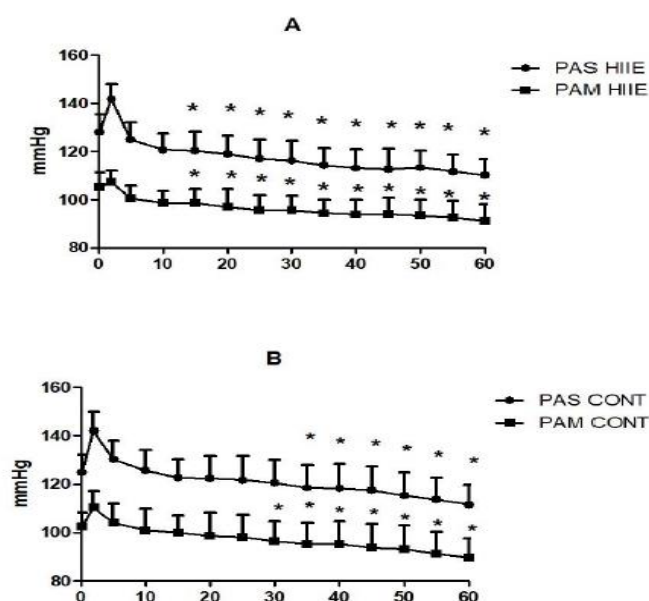 A
160
140
120
100
80
mmHg
0 10 20 30 40 50 60
* * * * * * * * * *
* * * * * * * * * *
PAS HIIE
PAM HIIE
B
160
140
120
100
80
mmHg
0 10 20 30 40 50 60
* * * * * *
* * * * * * *
PAS CONT
PAM CONT